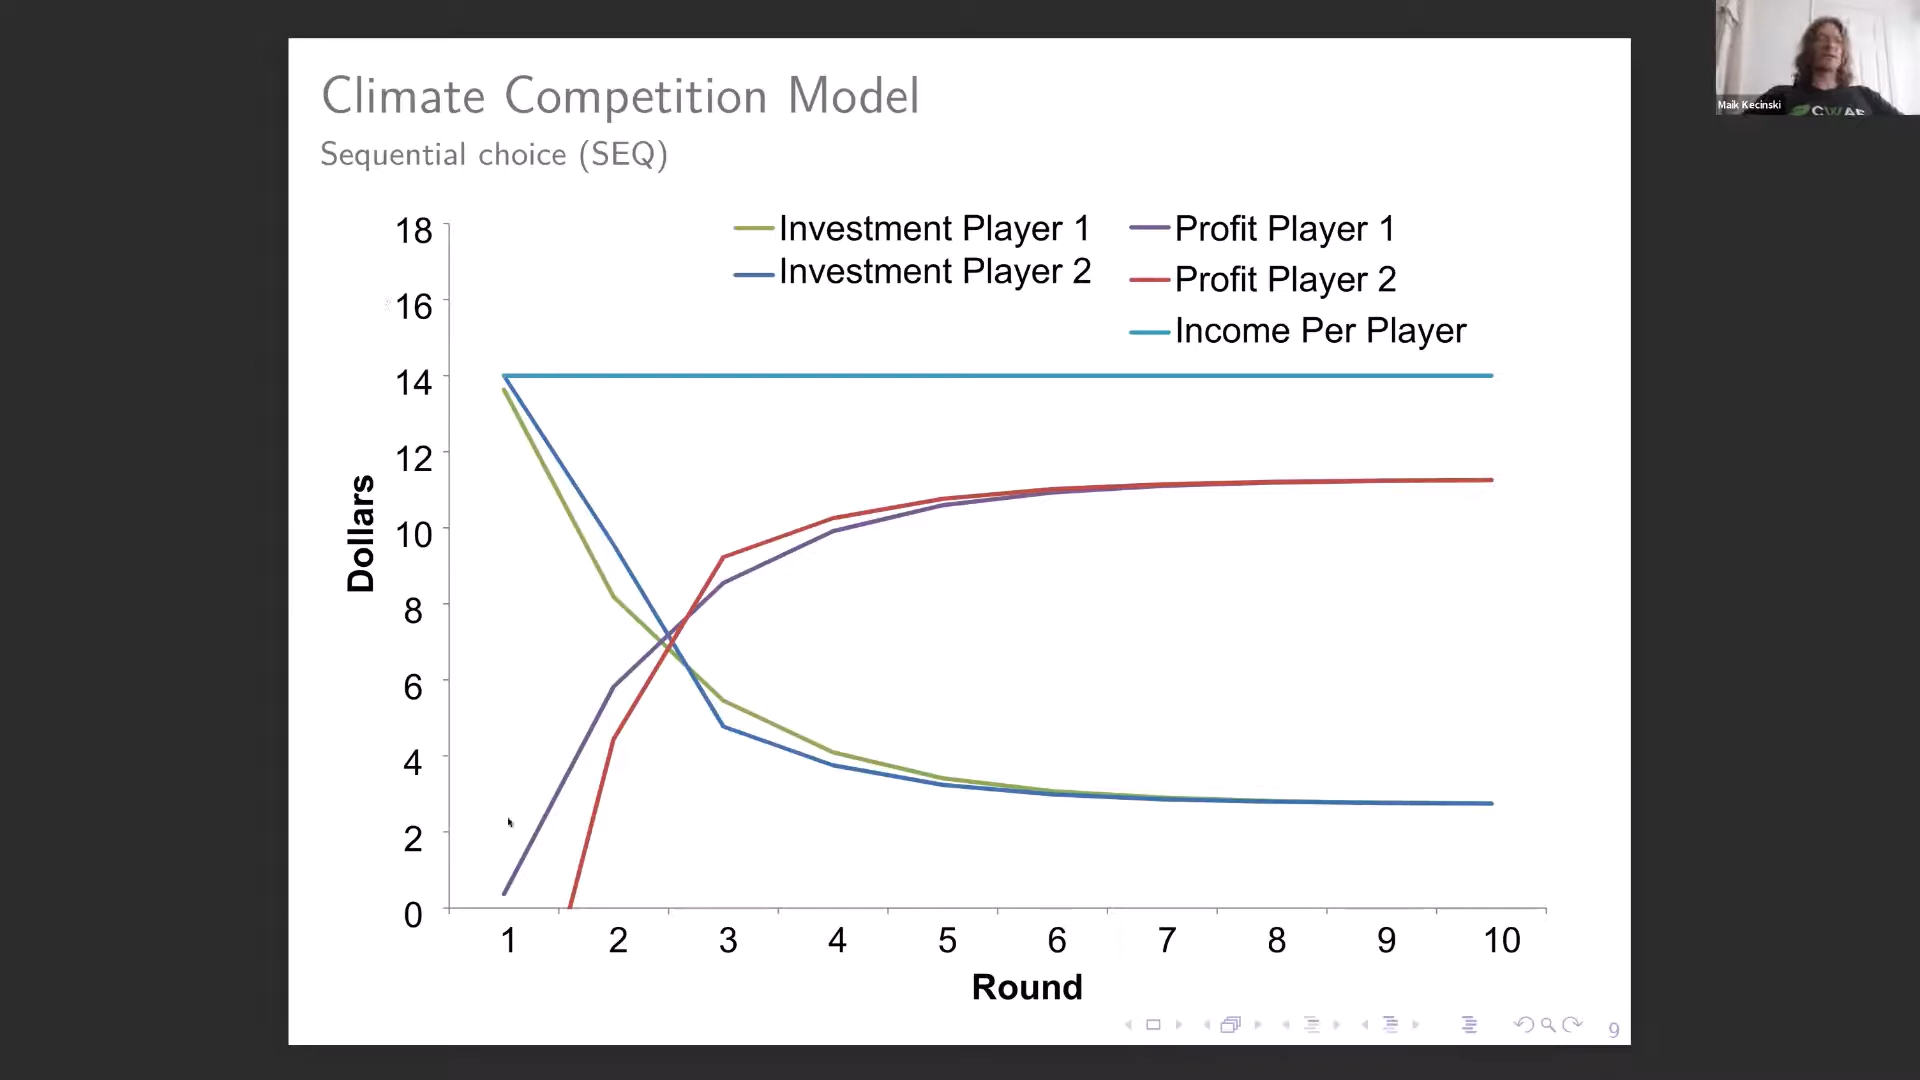 Climate Competition Model
Sequential choice (SEQ)
Investment Player 1
Investment Player 2
Profit Player 1
Profit Player 2
Income Per Player
18
16
14
12
10
8
6
4
2
0
Dollars
1 2 3 4 5 6 7 8 9 10
Round
9
Maik Kecinski
CWAE